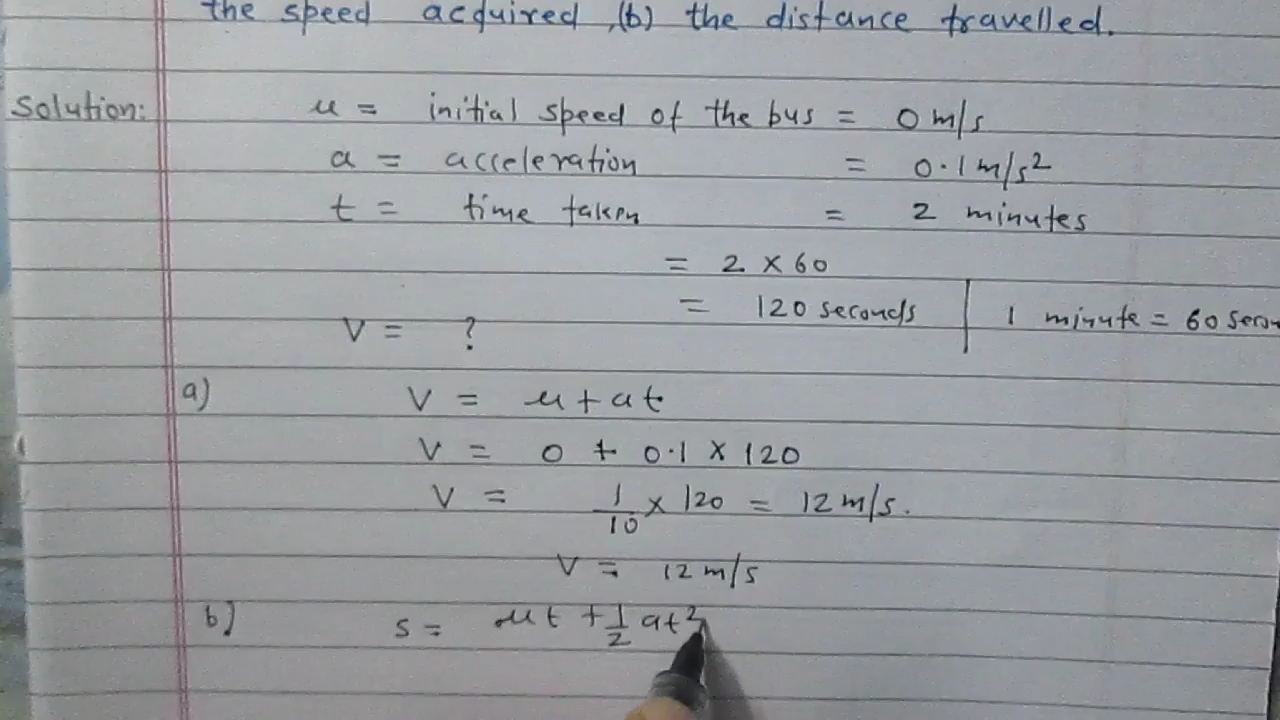 the speed acquired ,(b) the distance travelled.
Solution: u = initial speed of the bus = 0 m/s
a = acceleration = 0.1 m/s²
t = time taken = 2 minutes
= 2 × 60
= 120 seconds | 1 minute = 60 secon
V = ?
a) V = u + at
V = 0 + 0.1 × 120
V = 1/10 × 120 = 12 m/s.
V = 12 m/s
b) s = ut + 1/2 at²